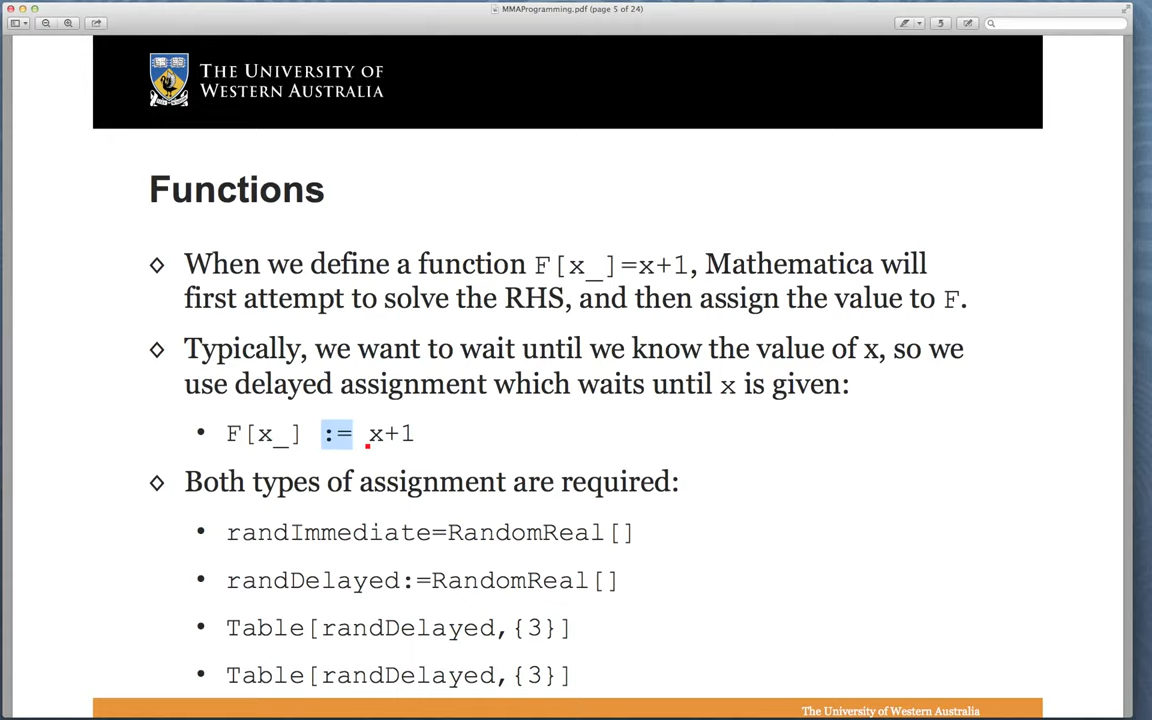 MMAProgramming.pdf (page 5 of 24)
5
THE UNIVERSITY OF
WESTERN AUSTRALIA
Functions
◇ When we define a function F[x_]=x+1, Mathematica will
first attempt to solve the RHS, and then assign the value to F.
◇ Typically, we want to wait until we know the value of x, so we
use delayed assignment which waits until x is given:
• F[x_] := x+1
◇ Both types of assignment are required:
• randImmediate=RandomReal[]
• randDelayed:=RandomReal[]
• Table[randDelayed,{3}]
• Table[randDelayed,{3}]
The University of Western Australia